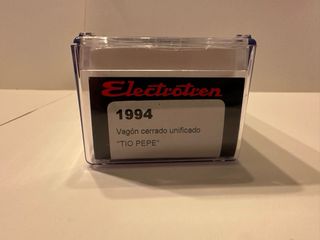 Electrotren
1994
Vagón cerrado unificado
"TIO PEPE"